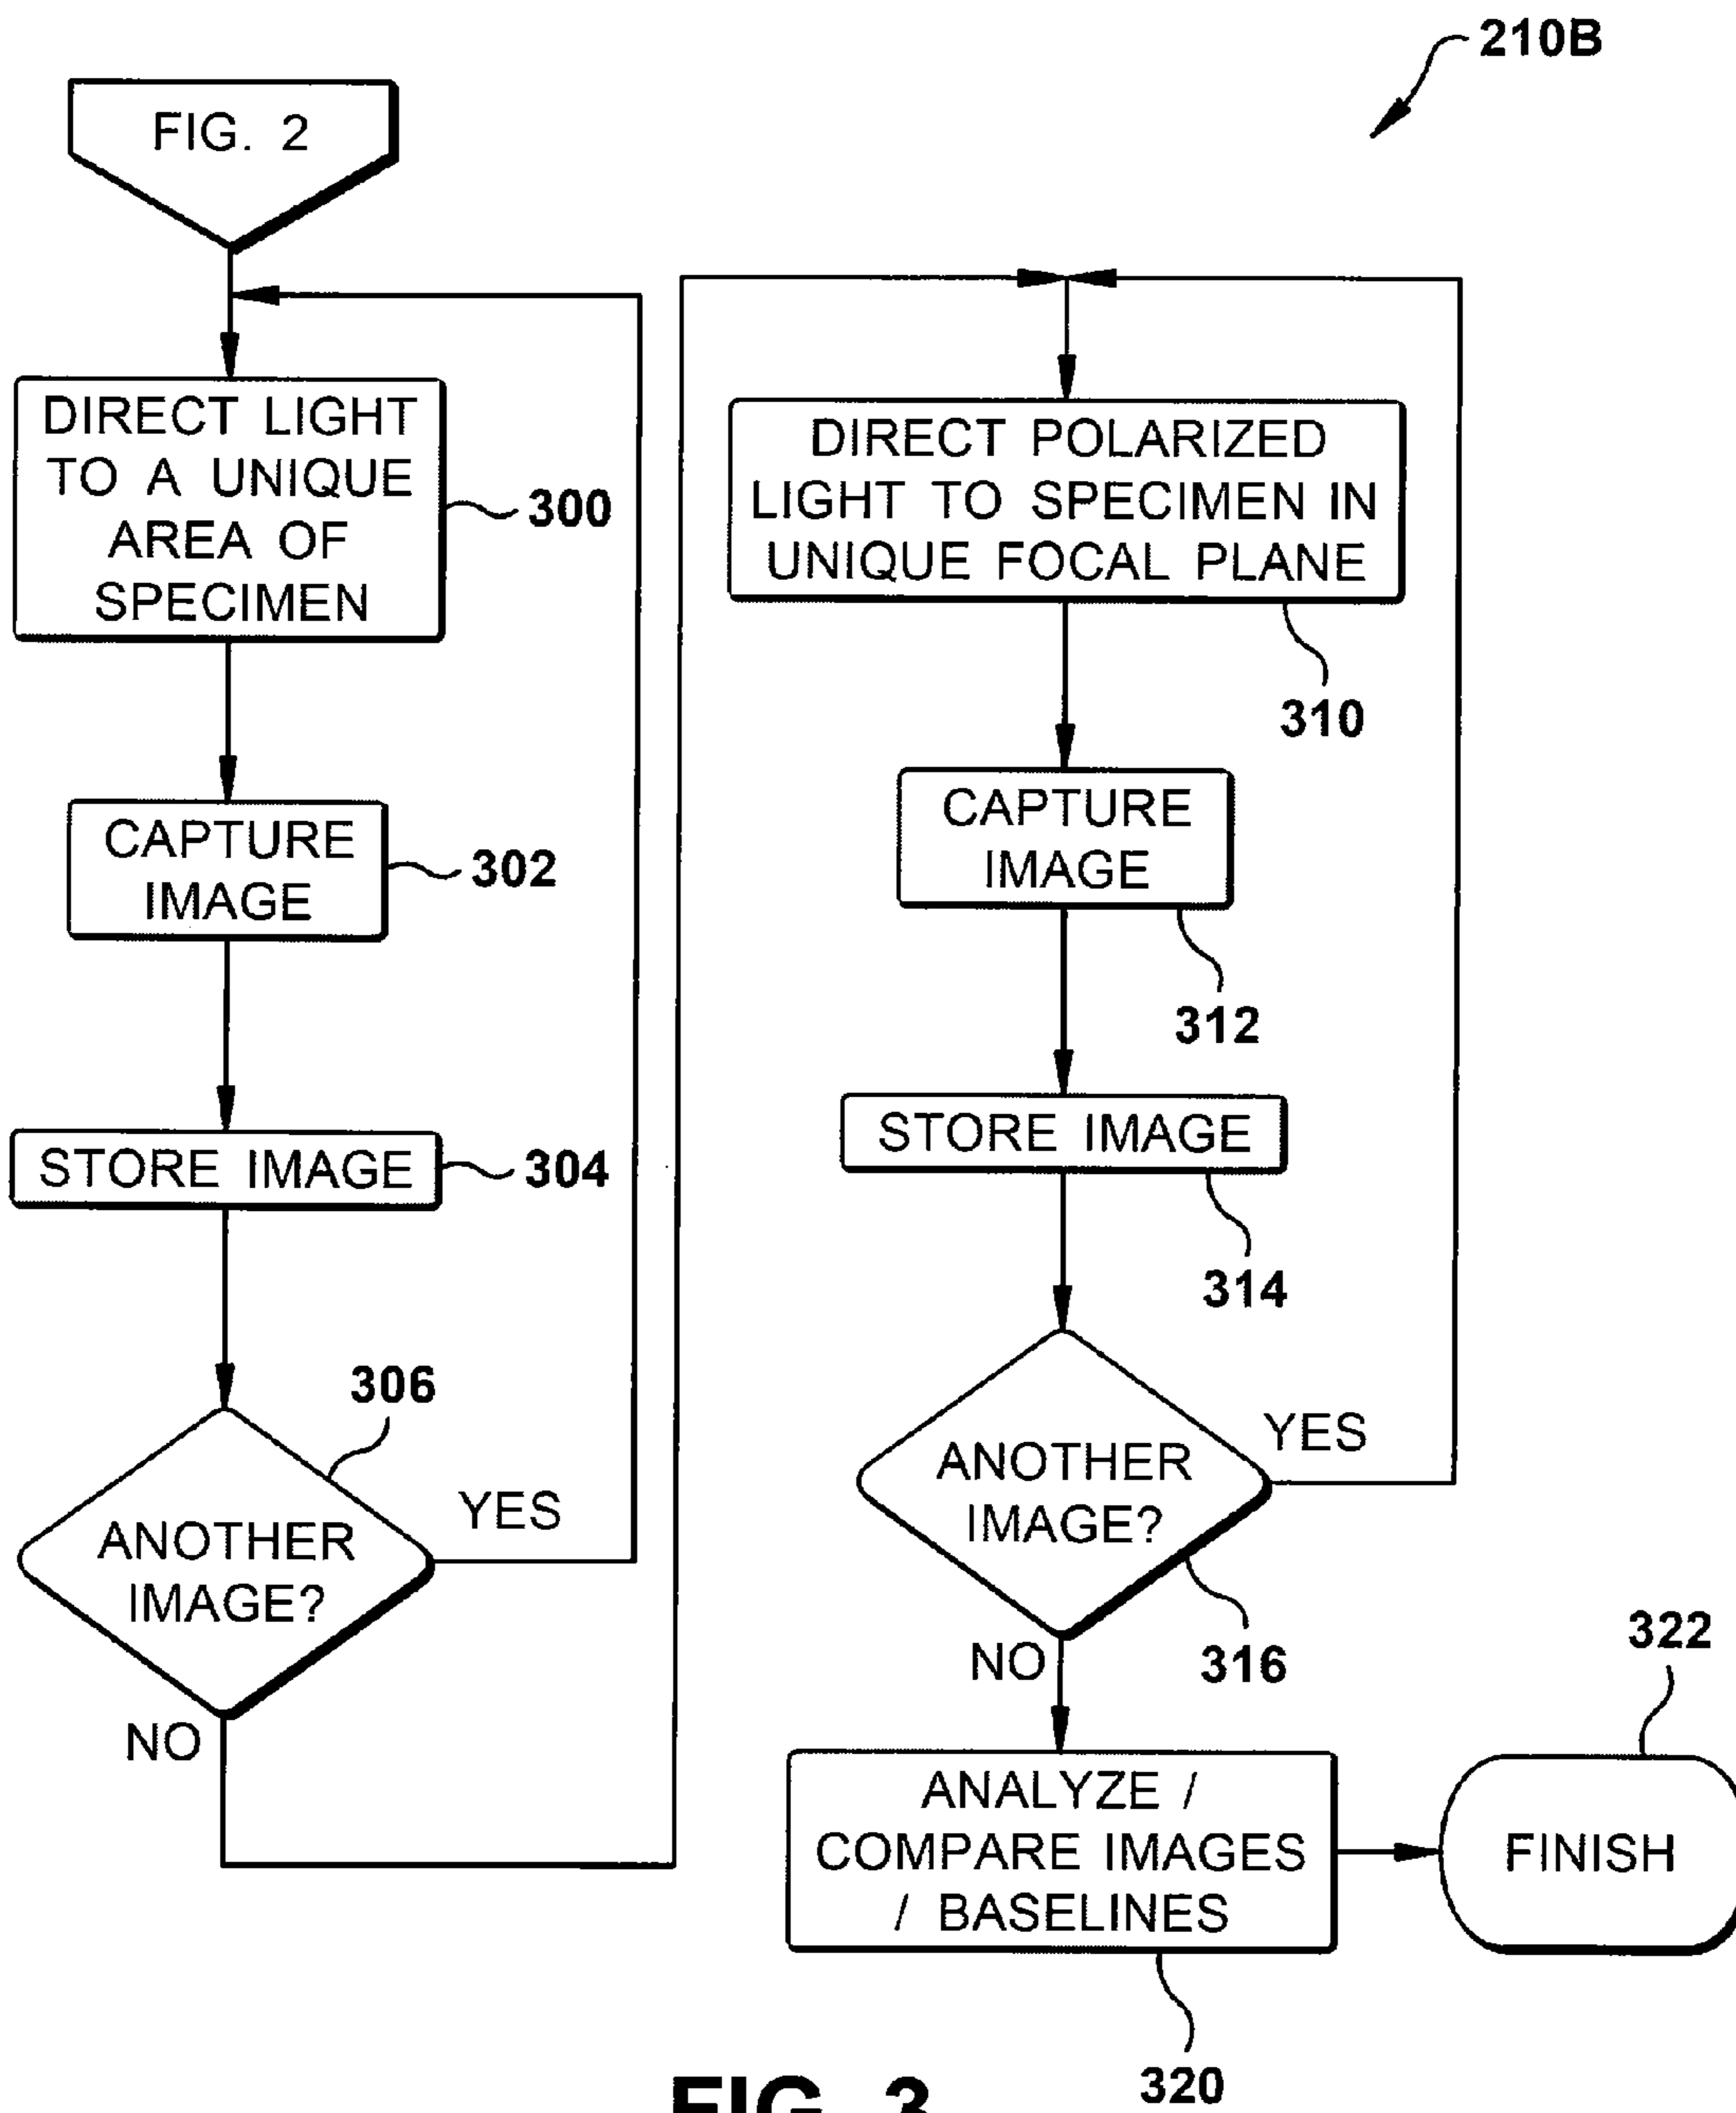 210B
FIG. 2
DIRECT LIGHT
TO A UNIQUE
AREA OF
SPECIMEN
300
CAPTURE
IMAGE
302
STORE IMAGE
304
306
ANOTHER
IMAGE?
YES
NO
DIRECT POLARIZED
LIGHT TO SPECIMEN IN
UNIQUE FOCAL PLANE
310
CAPTURE
IMAGE
312
STORE IMAGE
314
ANOTHER
IMAGE?
YES
316
NO
ANALYZE /
COMPARE IMAGES
/ BASELINES
320
322
FINISH
FIG. 3